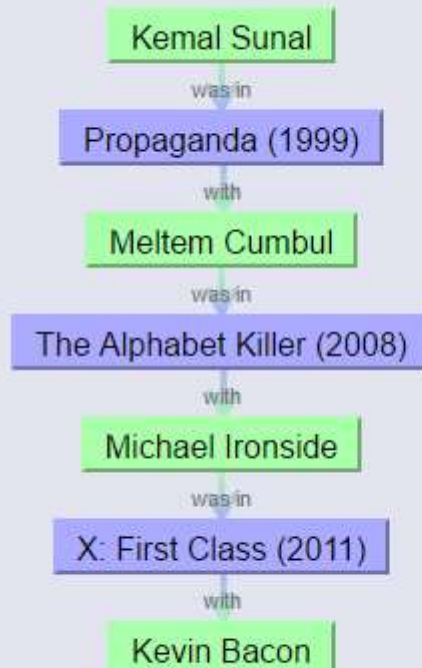 Kemal Sunal
was in
Propaganda (1999)
with
Meltem Cumbul
was in
The Alphabet Killer (2008)
with
Michael Ironside
was in
X: First Class (2011)
with
Kevin Bacon